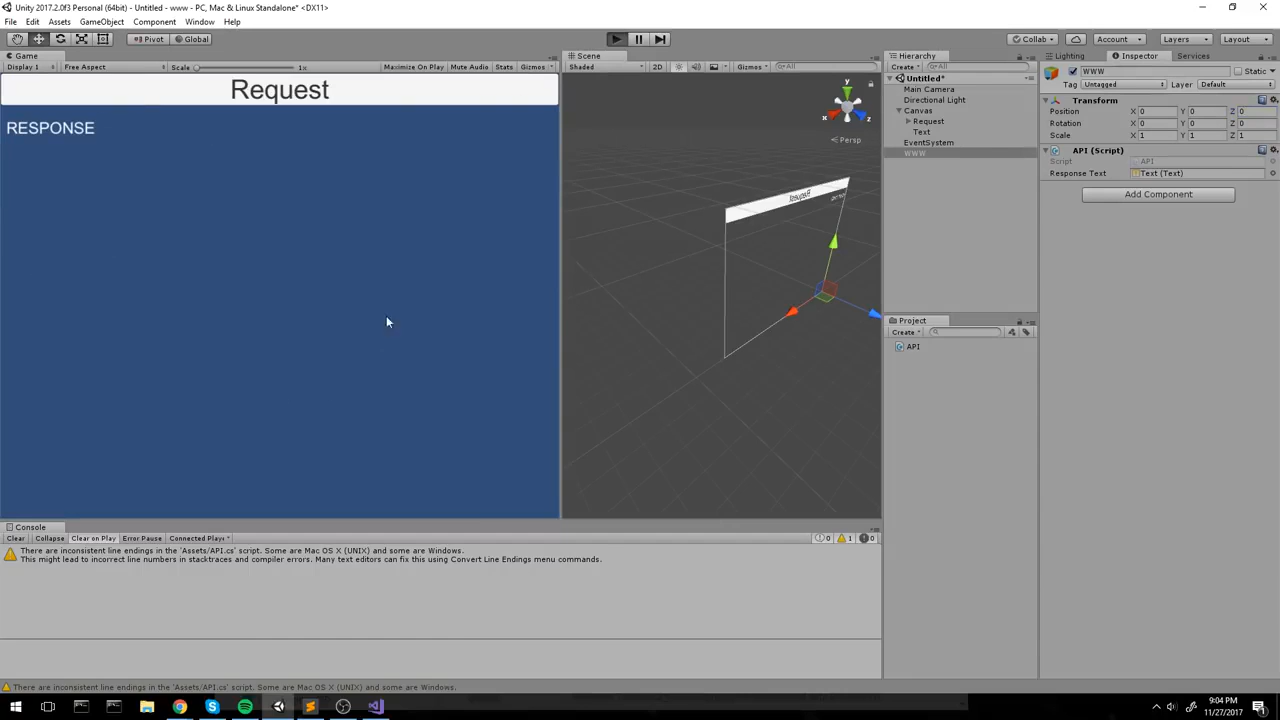 Unity 2017.2.0f3 Personal (64bit) - Untitled - www - PC, Mac & Linux Standalone* <DX11>
File Edit Assets GameObject Component Window Help
Pivot Global Collab Account Layers Layout
Game Scene Hierarchy Lighting Inspector Services
Display 1 Free Aspect Scale 1x Maximize On Play Mute Audio Stats Gizmos Shaded 2D Gizmos All Create All
WWW Static
Tag Untagged Layer Default
Request
RESPONSE
y
x
z
Persp
Request
Untitled*
Main Camera
Directional Light
Canvas
Request
Text
EventSystem
WWW
Transform
Position X 0 Y 0 Z 0
Rotation X 0 Y 0 Z 0
Scale X 1 Y 1 Z 1
API (Script)
Script API
Response Text Text (Text)
Add Component
Project
Create
API
Console
Clear Collapse Clear on Play Error Pause Connected Playe 0 1 0
There are inconsistent line endings in the 'Assets/API.cs' script. Some are Mac OS X (UNIX) and some are Windows.
This might lead to incorrect line numbers in stacktraces and compiler errors. Many text editors can fix this using Convert Line Endings menu commands.
There are inconsistent line endings in the 'Assets/API.cs' script. Some are Mac OS X (UNIX) and some are Windows.
9:04 PM
11/27/2017